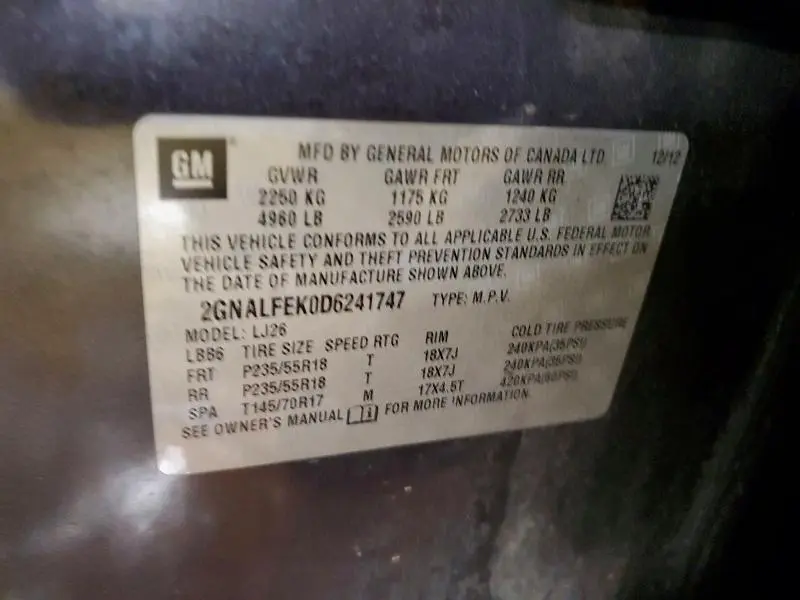 GM
MFD BY GENERAL MOTORS OF CANADA LTD 12/12
GVWR GAWR FRT GAWR RR
2250 KG 1175 KG 1240 KG
4960 LB 2590 LB 2733 LB
THIS VEHICLE CONFORMS TO ALL APPLICABLE U.S. FEDERAL MOTOR
VEHICLE SAFETY AND THEFT PREVENTION STANDARDS IN EFFECT ON
THE DATE OF MANUFACTURE SHOWN ABOVE.
2GNALFEK0D6241747 TYPE: M.P.V.
MODEL: LJ26
LBB6 TIRE SIZE SPEED RTG RIM COLD TIRE PRESSURE
FRT P235/55R18 T 18X7J 240KPA(35PSI)
RR P235/55R18 T 18X7J 240KPA(35PSI)
SPA T145/70R17 M 17X4.5T 420KPA(60PSI)
SEE OWNER'S MANUAL FOR MORE INFORMATION.